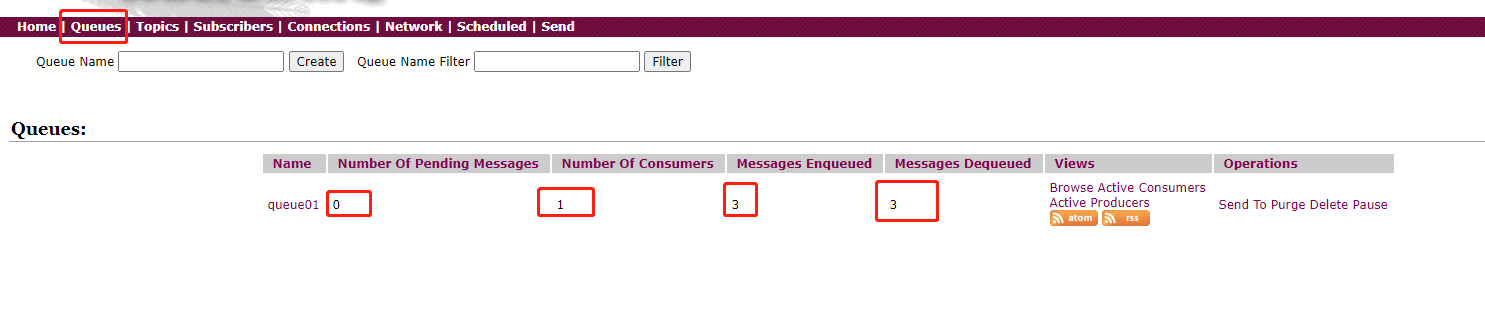 Home | Queues | Topics | Subscribers | Connections | Network | Scheduled | Send
Queue Name Create Queue Name Filter Filter
Queues:
Name Number Of Pending Messages Number Of Consumers Messages Enqueued Messages Dequeued Views Operations
queue01 0 1 3 3 Browse Active Consumers
Active Producers
atom rss
Send To Purge Delete Pause